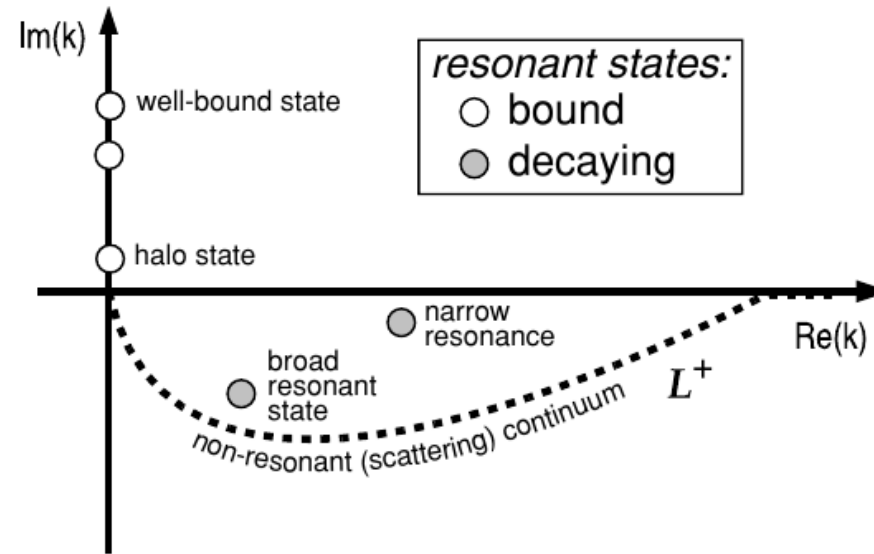 Im(k)
well-bound state
halo state
resonant states:
bound
decaying
narrow
resonance
Re(k)
broad
resonant
state
L+
non-resonant (scattering) continuum